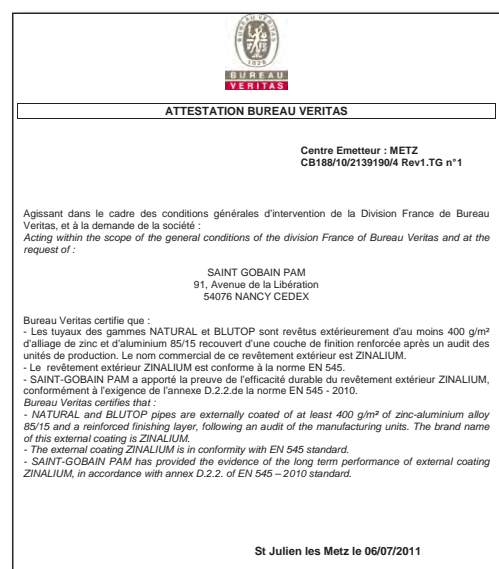 BUREAU VERITAS
1828
BUREAU
VERITAS
ATTESTATION BUREAU VERITAS
Centre Emetteur : METZ
CB188/10/2139190/4 Rev1.TG n°1
Agissant dans le cadre des conditions générales d'intervention de la Division France de Bureau
Veritas, et à la demande de la société :
Acting within the scope of the general conditions of the division France of Bureau Veritas and at the
request of :
SAINT GOBAIN PAM
91, Avenue de la Libération
54076 NANCY CEDEX
Bureau Veritas certifie que :
- Les tuyaux des gammes NATURAL et BLUTOP sont revêtus extérieurement d'au moins 400 g/m²
d'alliage de zinc et d'aluminium 85/15 recouvert d'une couche de finition renforcée après un audit des
unités de production. Le nom commercial de ce revêtement extérieur est ZINALIUM.
- Le revêtement extérieur ZINALIUM est conforme à la norme EN 545.
- SAINT-GOBAIN PAM a apporté la preuve de l'efficacité durable du revêtement extérieur ZINALIUM,
conformément à l'exigence de l'annexe D.2.2.de la norme EN 545 - 2010.
Bureau Veritas certifies that :
- NATURAL and BLUTOP pipes are externally coated of at least 400 g/m² of zinc-aluminium alloy
85/15 and a reinforced finishing layer, following an audit of the manufacturing units. The brand name
of this external coating is ZINALIUM.
- The external coating ZINALIUM is in conformity with EN 545 standard.
- SAINT-GOBAIN PAM has provided the evidence of the long term performance of external coating
ZINALIUM, in accordance with annex D.2.2. of EN 545 – 2010 standard.
St Julien les Metz le 06/07/2011